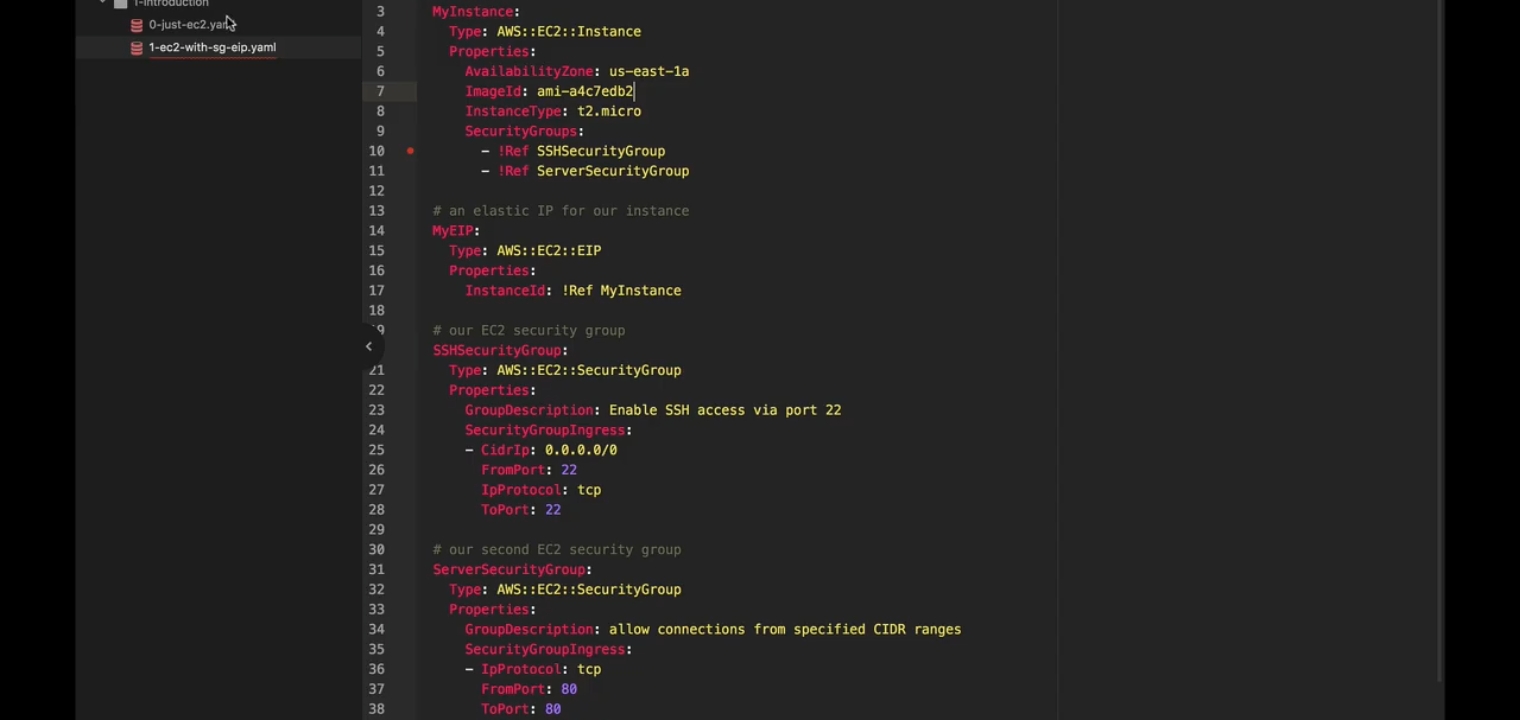 1-introduction
0-just-ec2.yaml
1-ec2-with-sg-eip.yaml
3 MyInstance:
4 Type: AWS::EC2::Instance
5 Properties:
6 AvailabilityZone: us-east-1a
7 ImageId: ami-a4c7edb2
8 InstanceType: t2.micro
9 SecurityGroups:
10 - !Ref SSHSecurityGroup
11 - !Ref ServerSecurityGroup
12
13 # an elastic IP for our instance
14 MyEIP:
15 Type: AWS::EC2::EIP
16 Properties:
17 InstanceId: !Ref MyInstance
18
19 # our EC2 security group
SSHSecurityGroup:
21 Type: AWS::EC2::SecurityGroup
22 Properties:
23 GroupDescription: Enable SSH access via port 22
24 SecurityGroupIngress:
25 - CidrIp: 0.0.0.0/0
26 FromPort: 22
27 IpProtocol: tcp
28 ToPort: 22
29
30 # our second EC2 security group
31 ServerSecurityGroup:
32 Type: AWS::EC2::SecurityGroup
33 Properties:
34 GroupDescription: allow connections from specified CIDR ranges
35 SecurityGroupIngress:
36 - IpProtocol: tcp
37 FromPort: 80
38 ToPort: 80